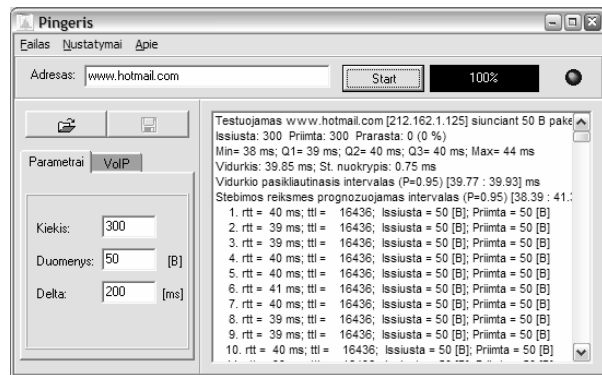 Pingeris
Failas Nustatymai Apie
Adresas: www.hotmail.com Start 100%
Parametrai VoIP
Kiekis: 300
Duomenys: 50 [B]
Delta: 200 [ms]
Testuojamas www.hotmail.com [212.162.1.125] siunciant 50 B pake
Issiusta: 300 Priimta: 300 Prarasta: 0 (0 %)
Min= 38 ms; Q1= 39 ms; Q2= 40 ms; Q3= 40 ms; Max= 44 ms
Vidurkis: 39.85 ms; St. nuokrypis: 0.75 ms
Vidurkio pasikliautinasis intervalas (P=0.95) [39.77 : 39.93] ms
Stebimos reiksmes prognozuojamas intervalas (P=0.95) [38.39 : 41.
1. rtt = 40 ms; ttl = 16436; Issiusta = 50 [B]; Priimta = 50 [B]
2. rtt = 39 ms; ttl = 16436; Issiusta = 50 [B]; Priimta = 50 [B]
3. rtt = 39 ms; ttl = 16436; Issiusta = 50 [B]; Priimta = 50 [B]
4. rtt = 40 ms; ttl = 16436; Issiusta = 50 [B]; Priimta = 50 [B]
5. rtt = 40 ms; ttl = 16436; Issiusta = 50 [B]; Priimta = 50 [B]
6. rtt = 41 ms; ttl = 16436; Issiusta = 50 [B]; Priimta = 50 [B]
7. rtt = 40 ms; ttl = 16436; Issiusta = 50 [B]; Priimta = 50 [B]
8. rtt = 39 ms; ttl = 16436; Issiusta = 50 [B]; Priimta = 50 [B]
9. rtt = 39 ms; ttl = 16436; Issiusta = 50 [B]; Priimta = 50 [B]
10. rtt = 40 ms; ttl = 16436; Issiusta = 50 [B]; Priimta = 50 [B]